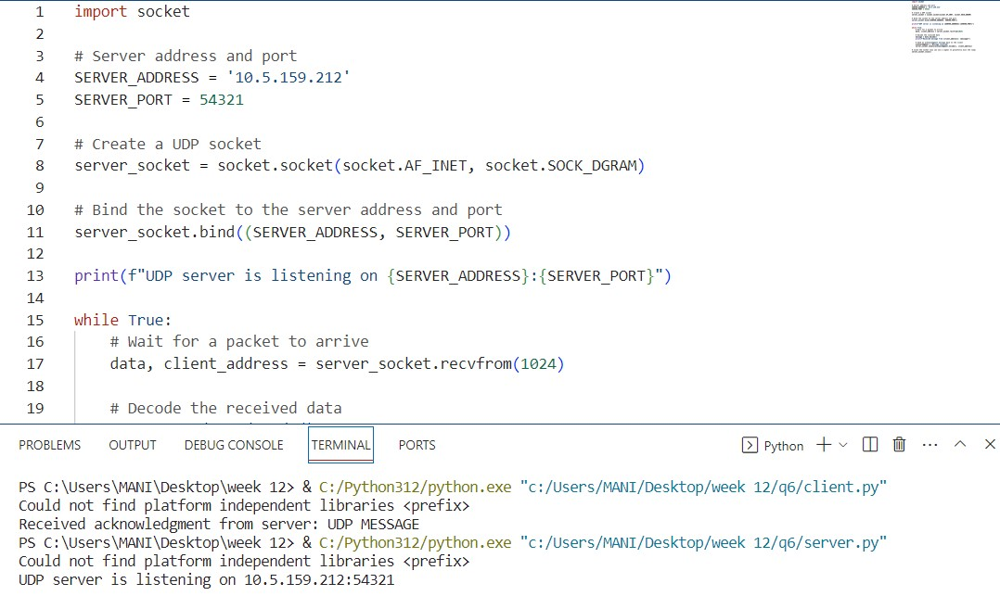 1 import socket
2
3 # Server address and port
4 SERVER_ADDRESS = '10.5.159.212'
5 SERVER_PORT = 54321
6
7 # Create a UDP socket
8 server_socket = socket.socket(socket.AF_INET, socket.SOCK_DGRAM)
9
10 # Bind the socket to the server address and port
11 server_socket.bind((SERVER_ADDRESS, SERVER_PORT))
12
13 print(f"UDP server is listening on {SERVER_ADDRESS}:{SERVER_PORT}")
14
15 while True:
16 # Wait for a packet to arrive
17 data, client_address = server_socket.recvfrom(1024)
18
19 # Decode the received data
PROBLEMS OUTPUT DEBUG CONSOLE TERMINAL PORTS Python
PS C:\Users\MANI\Desktop\week 12> & C:/Python312/python.exe "c:/Users/MANI/Desktop/week 12/q6/client.py"
Could not find platform independent libraries <prefix>
Received acknowledgment from server: UDP MESSAGE
PS C:\Users\MANI\Desktop\week 12> & C:/Python312/python.exe "c:/Users/MANI/Desktop/week 12/q6/server.py"
Could not find platform independent libraries <prefix>
UDP server is listening on 10.5.159.212:54321